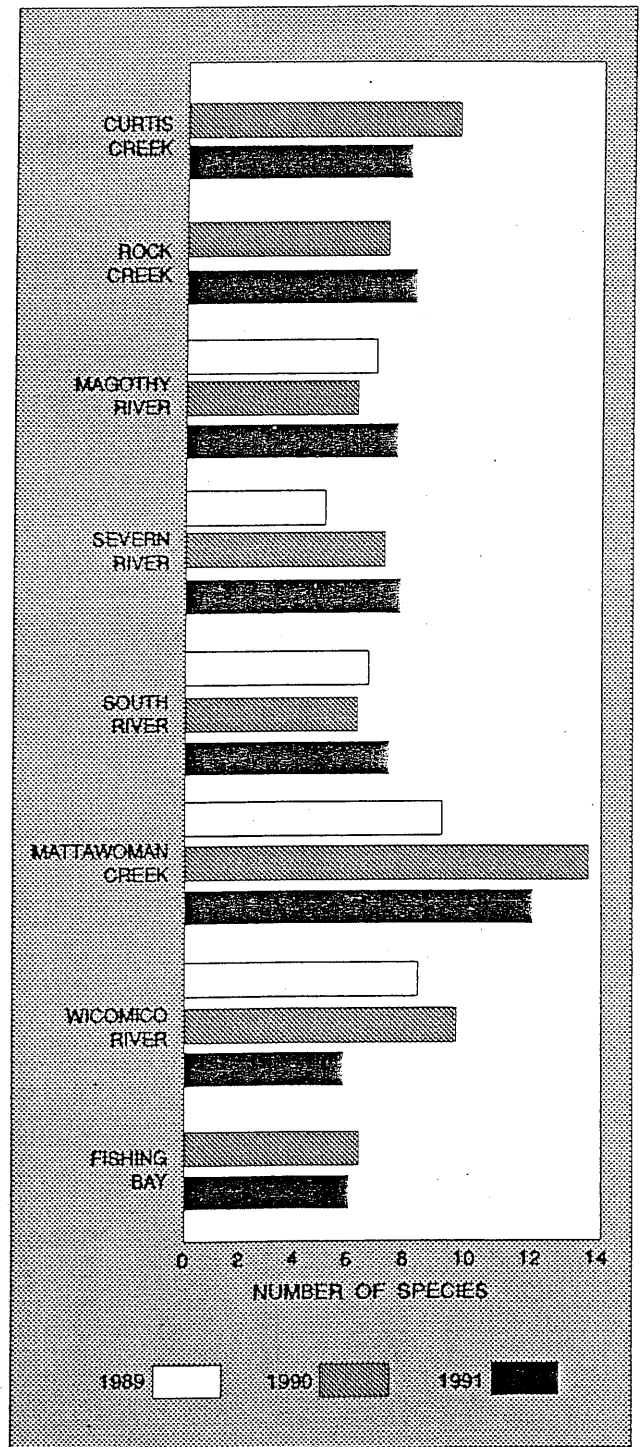 CURTIS
CREEK
ROCK
CREEK
MAGOTHY
RIVER
SEVERN
RIVER
SOUTH
RIVER
MATTAWOMAN
CREEK
WICOMICO
RIVER
FISHING
BAY
0 2 4 6 8 10 12 14
NUMBER OF SPECIES
1989 1990 1991